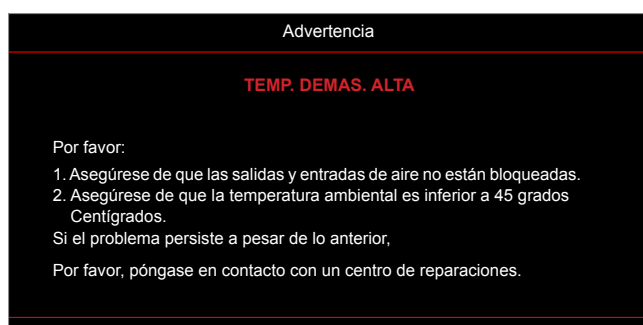 Advertencia
TEMP. DEMAS. ALTA
Por favor:
1. Asegúrese de que las salidas y entradas de aire no están bloqueadas.
2. Asegúrese de que la temperatura ambiental es inferior a 45 grados
Centígrados.
Si el problema persiste a pesar de lo anterior,
Por favor, póngase en contacto con un centro de reparaciones.